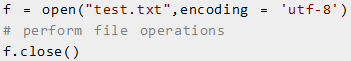 f = open("test.txt",encoding = 'utf-8')
# perform file operations
f.close()